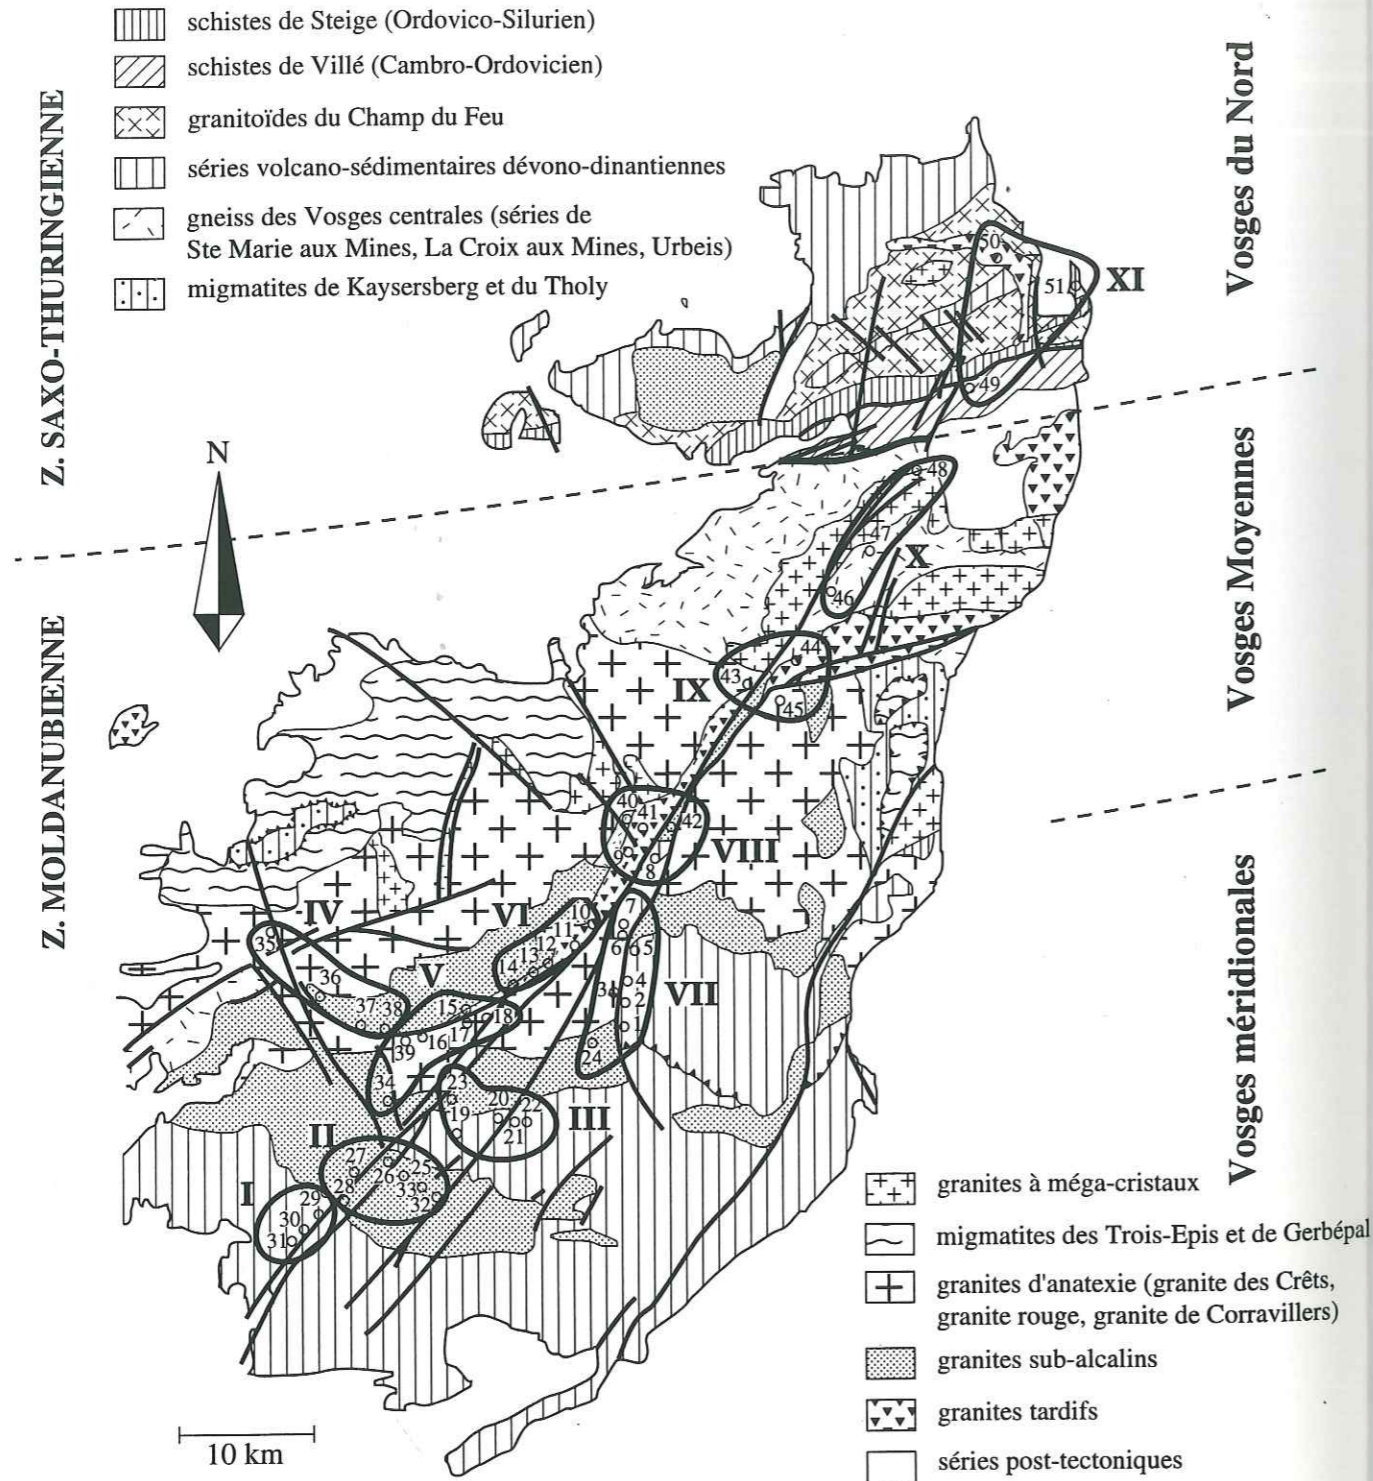 schistes de Steige (Ordovico-Silurien)
schistes de Villé (Cambro-Ordovicien)
granitoïdes du Champ du Feu
séries volcano-sédimentaires dévono-dinantiennes
gneiss des Vosges centrales (séries de
Ste Marie aux Mines, La Croix aux Mines, Urbeis)
migmatites de Kaysersberg et du Tholy
Z. SAXO-THURINGIENNE
Z. MOLDANUBIENNE
Vosges du Nord
Vosges Moyennes
Vosges méridionales
N
50
51
XI
49
48
47
X
46
44
43
IX
45
40
41
42
9
8
VIII
IV
VI
10
7
11
35
12
6
5
13
14
V
36
31
4
VII
2
37
38
15
18
1
16
17
39
24
34
23
20
22
19
III
21
II
27
25
26
I
28
33
29
32
30
31
granites à méga-cristaux
migmatites des Trois-Epis et de Gerbépal
granites d'anatexie (granite des Crêts,
granite rouge, granite de Corravillers)
granites sub-alcalins
granites tardifs
séries post-tectoniques
10 km